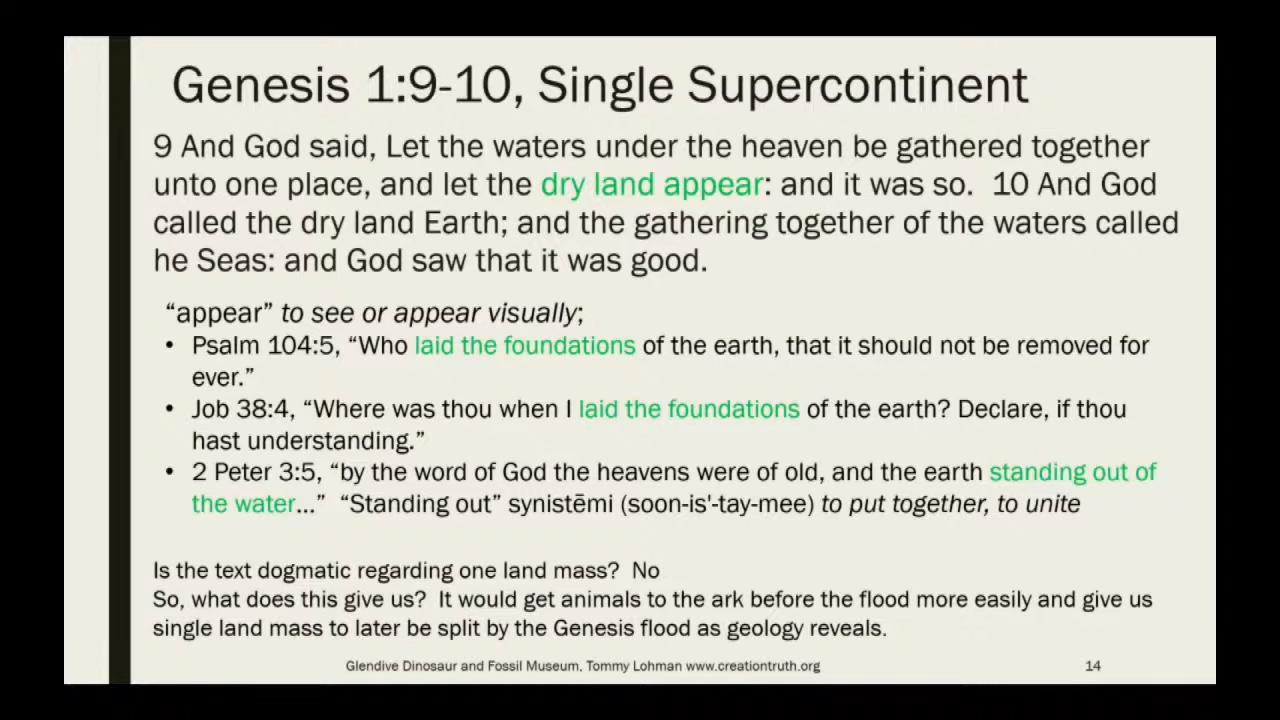 Genesis 1:9-10, Single Supercontinent
9 And God said, Let the waters under the heaven be gathered together
unto one place, and let the dry land appear: and it was so.  10 And God
called the dry land Earth; and the gathering together of the waters called
he Seas: and God saw that it was good.
“appear” to see or appear visually;
• Psalm 104:5, “Who laid the foundations of the earth, that it should not be removed for
ever.”
• Job 38:4, “Where was thou when I laid the foundations of the earth? Declare, if thou
hast understanding.”
• 2 Peter 3:5, “by the word of God the heavens were of old, and the earth standing out of
the water…”  “Standing out” synistēmi (soon-is'-tay-mee) to put together, to unite
Is the text dogmatic regarding one land mass?  No
So, what does this give us?  It would get animals to the ark before the flood more easily and give us
single land mass to later be split by the Genesis flood as geology reveals.
Glendive Dinosaur and Fossil Museum, Tommy Lohman www.creationtruth.org
14